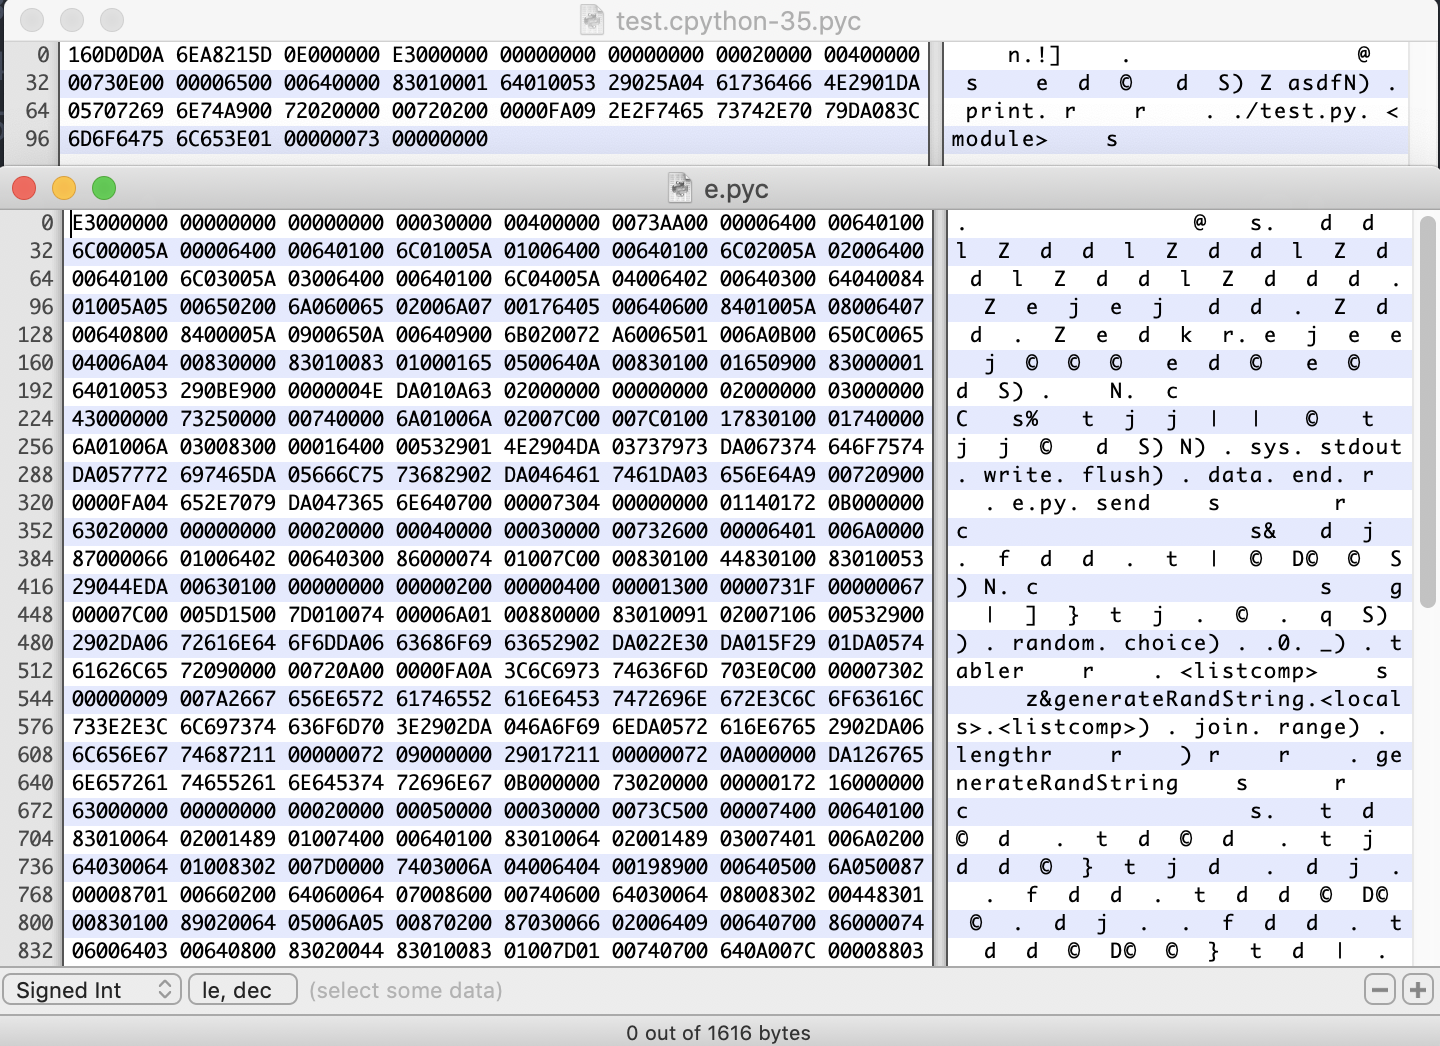 test.cpython-35.pyc
0 160D0D0A 6EA8215D 0E000000 E3000000 00000000 00000000 00020000 00400000 n.!] . @
32 00730E00 00006500 00640000 83010001 64010053 29025A04 61736466 4E2901DA s e d © d S) Z asdfN) .
64 05707269 6E74A900 72020000 00720200 0000FA09 2E2F7465 73742E70 79DA083C print. r r . ./test.py. <
96 6D6F6475 6C653E01 00000073 00000000 module> s
e.pyc
0 E3000000 00000000 00000000 00030000 00400000 0073AA00 00006400 00640100 . @ s. d d
32 6C00005A 00006400 00640100 6C01005A 01006400 00640100 6C02005A 02006400 l Z d d l Z d d l Z d
64 00640100 6C03005A 03006400 00640100 6C04005A 04006402 00640300 64040084 d l Z d d l Z d d d .
96 01005A05 00650200 6A060065 02006A07 00176405 00640600 8401005A 08006407 Z e j e j d d . Z d
128 00640800 8400005A 0900650A 00640900 6B020072 A6006501 006A0B00 650C0065 d . Z e d k r. e j e e
160 04006A04 00830000 83010083 01000165 0500640A 00830100 01650900 83000001 j © © © e d © e ©
192 64010053 290BE900 0000004E DA010A63 02000000 00000000 02000000 03000000 d S) . N. c
224 43000000 73250000 00740000 6A01006A 02007C00 007C0100 17830100 01740000 C s% t j j | | © t
256 6A01006A 03008300 00016400 00532901 4E2904DA 03737973 DA067374 646F7574 j j © d S) N) . sys. stdout
288 DA057772 697465DA 05666C75 73682902 DA046461 7461DA03 656E64A9 00720900 . write. flush) . data. end. r
320 0000FA04 652E7079 DA047365 6E640700 00007304 00000000 01140172 0B000000 . e.py. send s r
352 63020000 00000000 00020000 00040000 00030000 00732600 00006401 006A0000 c s& d j
384 87000066 01006402 00640300 86000074 01007C00 00830100 44830100 83010053 . f d d . t | © D© © S
416 29044EDA 00630100 00000000 00000200 00000400 00001300 0000731F 00000067 ) N. c s g
448 00007C00 005D1500 7D010074 00006A01 00880000 83010091 02007106 00532900 | ] } t j . © . q S)
480 2902DA06 72616E64 6F6DDA06 63686F69 63652902 DA022E30 DA015F29 01DA0574 ) . random. choice) . .0. _) . t
512 61626C65 72090000 00720A00 0000FA0A 3C6C6973 74636F6D 703E0C00 00007302 abler r . <listcomp> s
544 00000009 007A2667 656E6572 61746552 616E6453 7472696E 672E3C6C 6F63616C z&generateRandString.<local
576 733E2E3C 6C697374 636F6D70 3E2902DA 046A6F69 6EDA0572 616E6765 2902DA06 s>.<listcomp>) . join. range) .
608 6C656E67 74687211 00000072 09000000 29017211 00000072 0A000000 DA126765 lengthr r ) r r . ge
640 6E657261 74655261 6E645374 72696E67 0B000000 73020000 00000172 16000000 nerateRandString s r
672 63000000 00000000 00020000 00050000 00030000 0073C500 00007400 00640100 c s. t d
704 83010064 02001489 01007400 00640100 83010064 02001489 03007401 006A0200 © d . t d © d . t j
736 64030064 01008302 007D0000 7403006A 04006404 00198900 00640500 6A050087 d d © } t j d . d j .
768 00008701 00660200 64060064 07008600 00740600 64030064 08008302 00448301 . f d d . t d d © D©
800 00830100 89020064 05006A05 00870200 87030066 02006409 00640700 86000074 © . d j . . f d d . t
832 06006403 00640800 83020044 83010083 01007D01 00740700 640A007C 00008803 d d © D© © } t d | .
Signed Int
le, dec
(select some data)
0 out of 1616 bytes